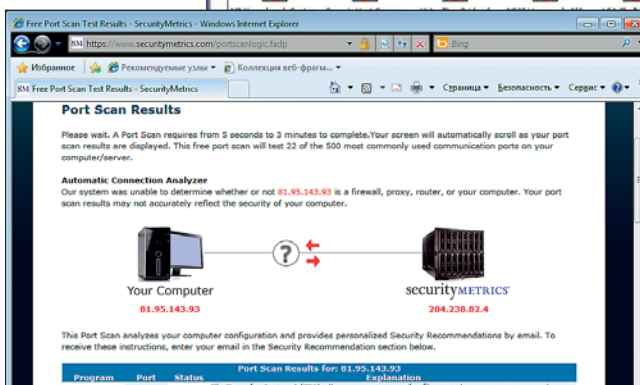 Free Port Scan Test Results - SecurityMetrics - Windows Internet Explorer
SM https://www.securitymetrics.com/portscanlogic.fadp
Bing
Избранное
Рекомендуемые узлы
Коллекция веб-фрагм...
SM Free Port Scan Test Results - SecurityMetrics
Страница
Безопасность
Сервис
Port Scan Results
Please wait. A Port Scan requires from 5 seconds to 3 minutes to complete.Your screen will automatically scroll as your port
scan results are displayed. This free port scan will test 22 of the 500 most commonly used communication ports on your
computer/server.
Automatic Connection Analyzer
Our system was unable to determine whether or not 81.95.143.93 is a firewall, proxy, router, or your computer. Your port
scan results may not accurately reflect the security of your computer.
?
Your Computer
securityMETRICS
81.95.143.93
204.238.82.4
This Port Scan analyzes your computer configuration and provides personalized Security Recommendations by email. To
receive these instructions, enter your email in the Security Recommendation section below.
Port Scan Results for: 81.95.143.93
Program Port Status Explanation